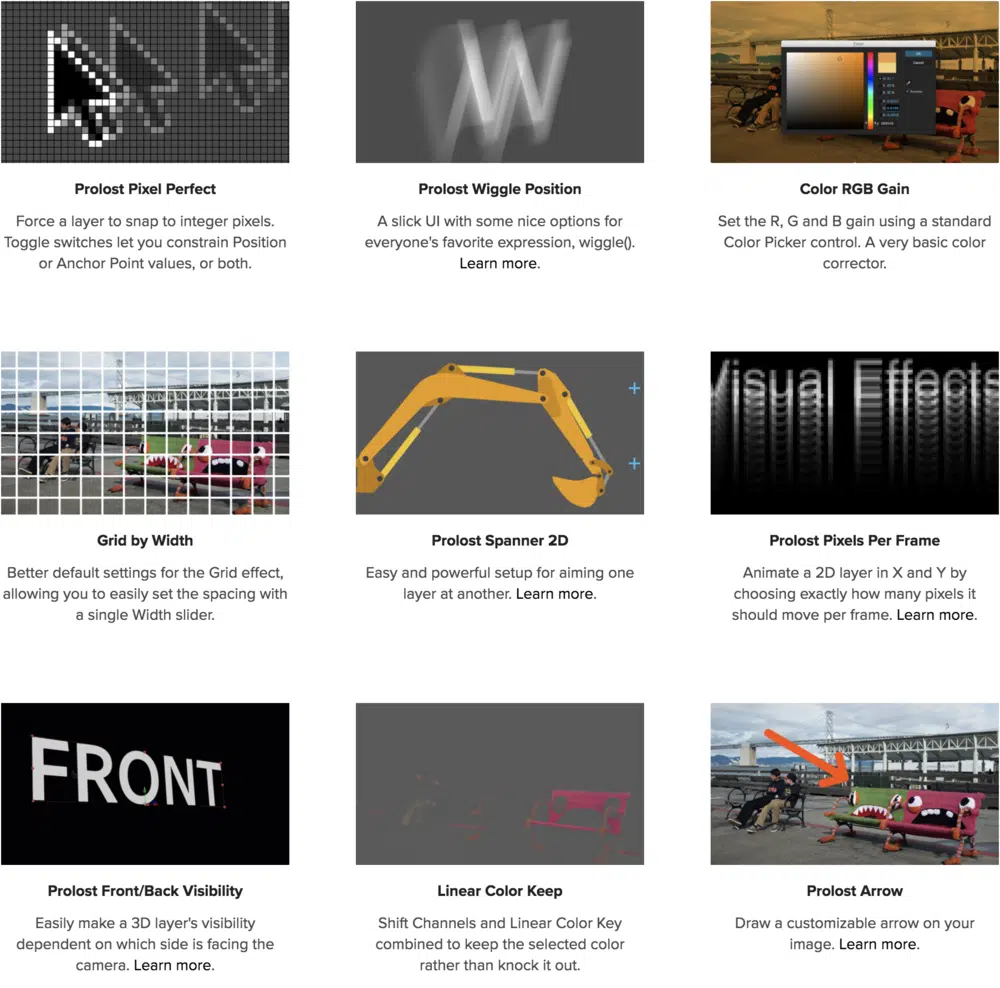 W
Color
Prolost Pixel Perfect
Force a layer to snap to integer pixels.
Toggle switches let you constrain Position
or Anchor Point values, or both.
Prolost Wiggle Position
A slick UI with some nice options for
everyone's favorite expression, wiggle().
Learn more.
Color RGB Gain
Set the R, G and B gain using a standard
Color Picker control. A very basic color
corrector.
Visual Effects
Grid by Width
Better default settings for the Grid effect,
allowing you to easily set the spacing with
a single Width slider.
Prolost Spanner 2D
Easy and powerful setup for aiming one
layer at another. Learn more.
Prolost Pixels Per Frame
Animate a 2D layer in X and Y by
choosing exactly how many pixels it
should move per frame. Learn more.
FRONT
Prolost Front/Back Visibility
Easily make a 3D layer's visibility
dependent on which side is facing the
camera. Learn more.
Linear Color Keep
Shift Channels and Linear Color Key
combined to keep the selected color
rather than knock it out.
Prolost Arrow
Draw a customizable arrow on your
image. Learn more.